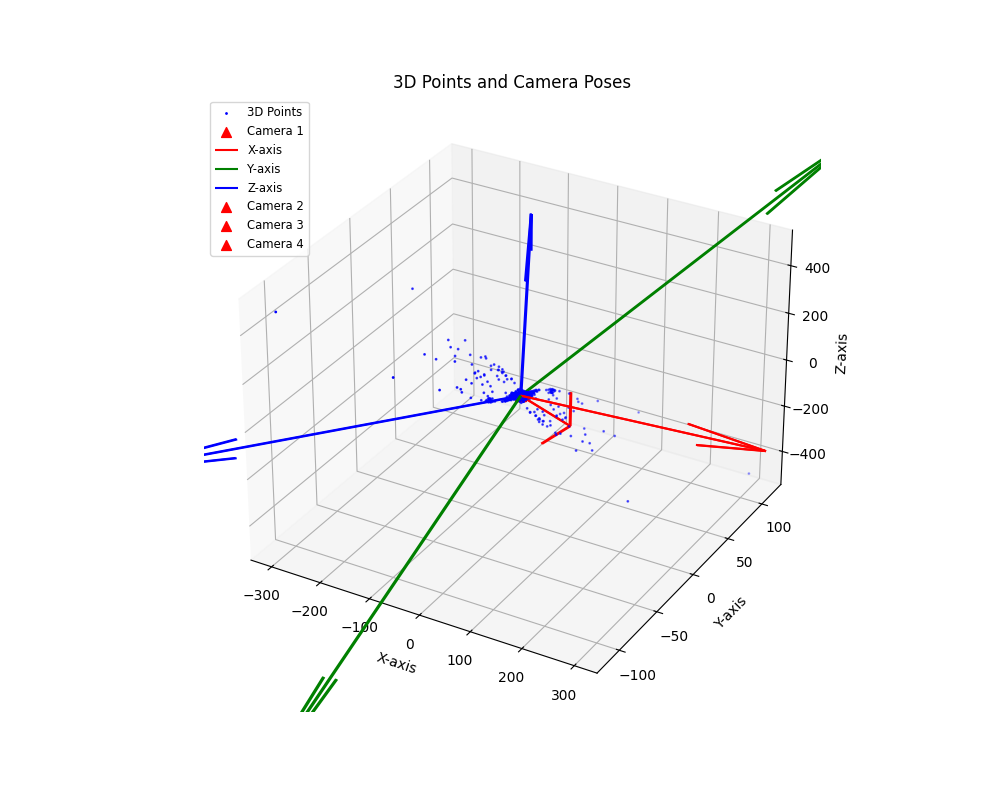 3D Points and Camera Poses
3D Points
Camera 1
X-axis
Y-axis
Z-axis
Camera 2
Camera 3
Camera 4
400
200
0
−200
−400
Z-axis
100
50
0
−50
−100
Y-axis
−300
−200
−100
0
100
200
300
X-axis